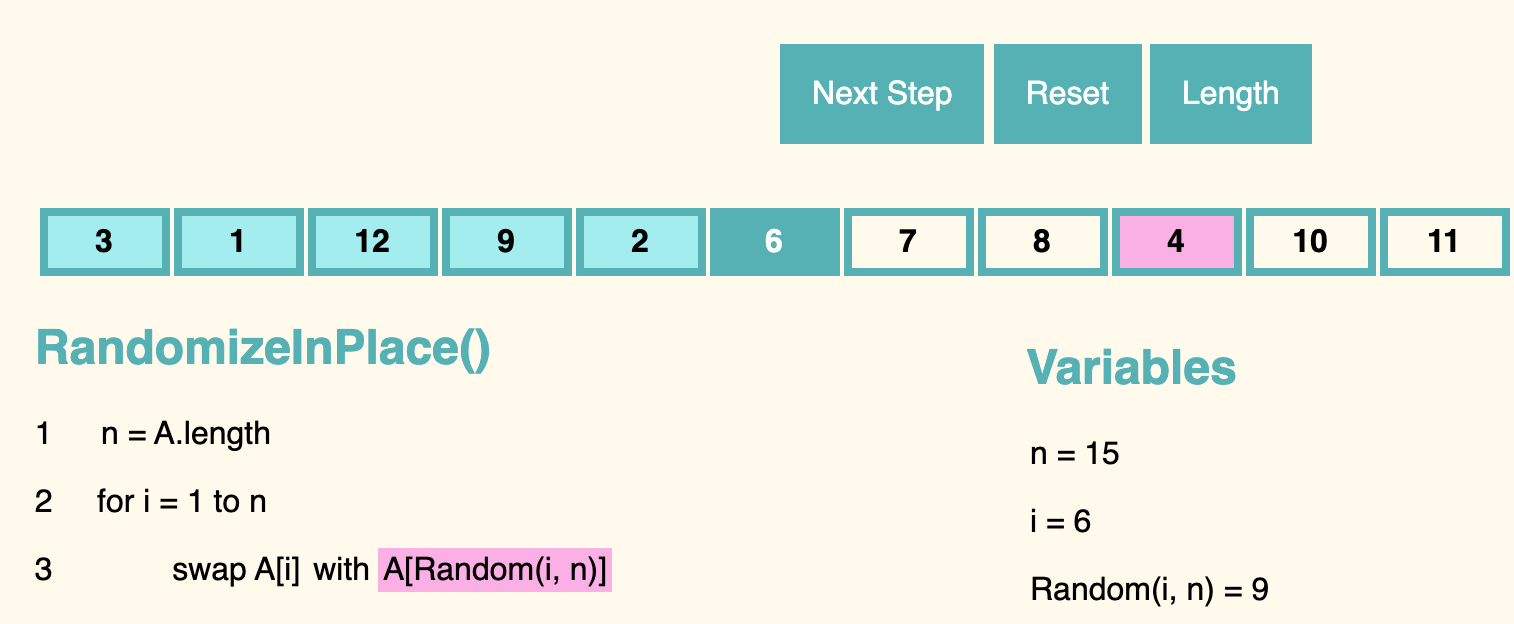 Next Step Reset Length
3 1 12 9 2 6 7 8 4 10 11
RandomizeInPlace()
1 n = A.length
2 for i = 1 to n
3 swap A[i] with A[Random(i, n)]
Variables
n = 15
i = 6
Random(i, n) = 9